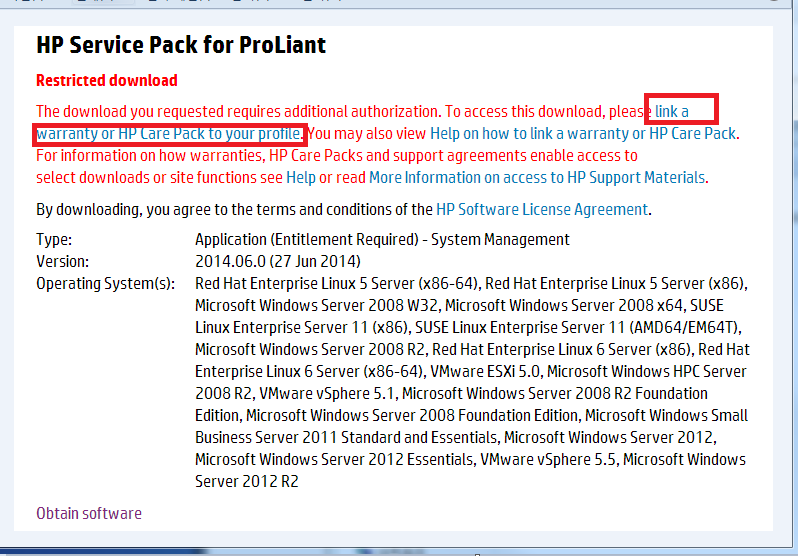 HP Service Pack for ProLiant
Restricted download
The download you requested requires additional authorization. To access this download, please link a
warranty or HP Care Pack to your profile. You may also view Help on how to link a warranty or HP Care Pack.
For information on how warranties, HP Care Packs and support agreements enable access to
select downloads or site functions see Help or read More Information on access to HP Support Materials.
By downloading, you agree to the terms and conditions of the HP Software License Agreement.
Type: Application (Entitlement Required) - System Management
Version: 2014.06.0 (27 Jun 2014)
Operating System(s): Red Hat Enterprise Linux 5 Server (x86-64), Red Hat Enterprise Linux 5 Server (x86),
Microsoft Windows Server 2008 W32, Microsoft Windows Server 2008 x64, SUSE
Linux Enterprise Server 11 (x86), SUSE Linux Enterprise Server 11 (AMD64/EM64T),
Microsoft Windows Server 2008 R2, Red Hat Enterprise Linux 6 Server (x86), Red Hat
Enterprise Linux 6 Server (x86-64), VMware ESXi 5.0, Microsoft Windows HPC Server
2008 R2, VMware vSphere 5.1, Microsoft Windows Server 2008 R2 Foundation
Edition, Microsoft Windows Server 2008 Foundation Edition, Microsoft Windows Small
Business Server 2011 Standard and Essentials, Microsoft Windows Server 2012,
Microsoft Windows Server 2012 Essentials, VMware vSphere 5.5, Microsoft Windows
Server 2012 R2
Obtain software